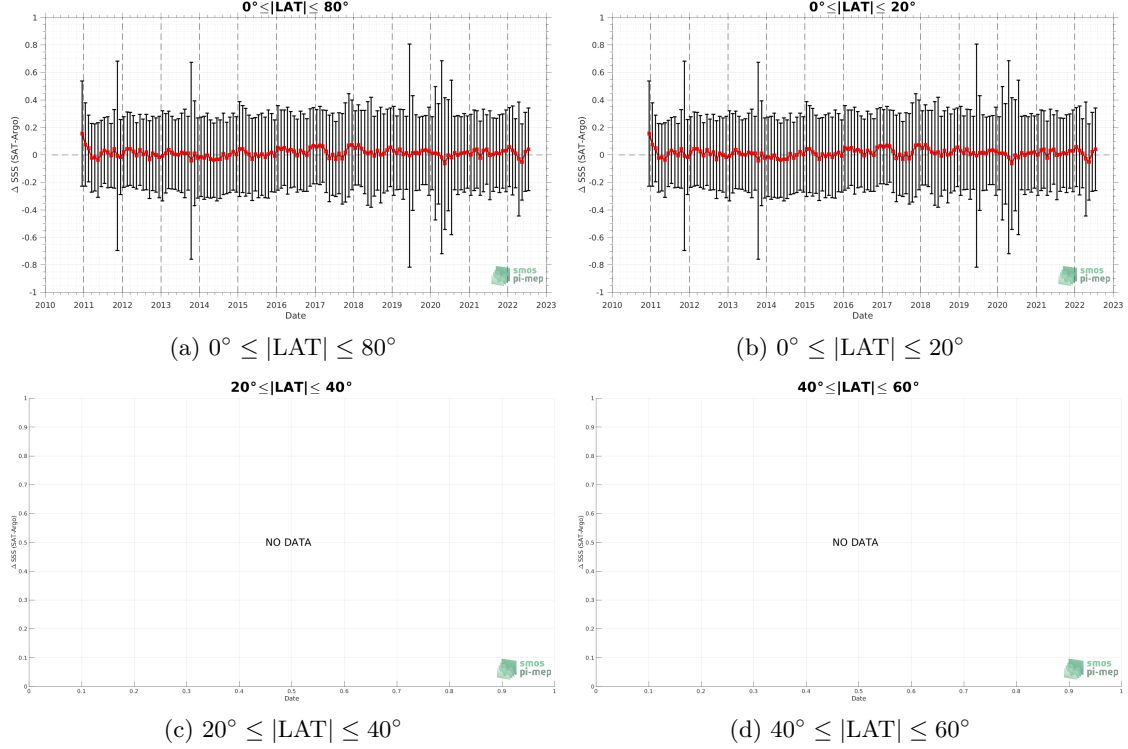 0°≤|LAT|≤ 80°
1
0.8
0.6
0.4
0.2
0
-0.2
-0.4
-0.6
-0.8
-1
Δ SSS (SAT-Argo)
2010 2011 2012 2013 2014 2015 2016 2017 2018 2019 2020 2021 2022 2023
Date
smos
pi-mep
(a) 0° ≤ |LAT| ≤ 80°
0°≤|LAT|≤ 20°
1
0.8
0.6
0.4
0.2
0
-0.2
-0.4
-0.6
-0.8
-1
Δ SSS (SAT-Argo)
2010 2011 2012 2013 2014 2015 2016 2017 2018 2019 2020 2021 2022 2023
Date
smos
pi-mep
(b) 0° ≤ |LAT| ≤ 20°
20°≤|LAT|≤ 40°
1
0.9
0.8
0.7
0.6
0.5
0.4
0.3
0.2
0.1
0
Δ SSS (SAT-Argo)
NO DATA
0 0.1 0.2 0.3 0.4 0.5 0.6 0.7 0.8 0.9 1
Date
smos
pi-mep
(c) 20° ≤ |LAT| ≤ 40°
40°≤|LAT|≤ 60°
1
0.9
0.8
0.7
0.6
0.5
0.4
0.3
0.2
0.1
0
Δ SSS (SAT-Argo)
NO DATA
0 0.1 0.2 0.3 0.4 0.5 0.6 0.7 0.8 0.9 1
Date
smos
pi-mep
(d) 40° ≤ |LAT| ≤ 60°